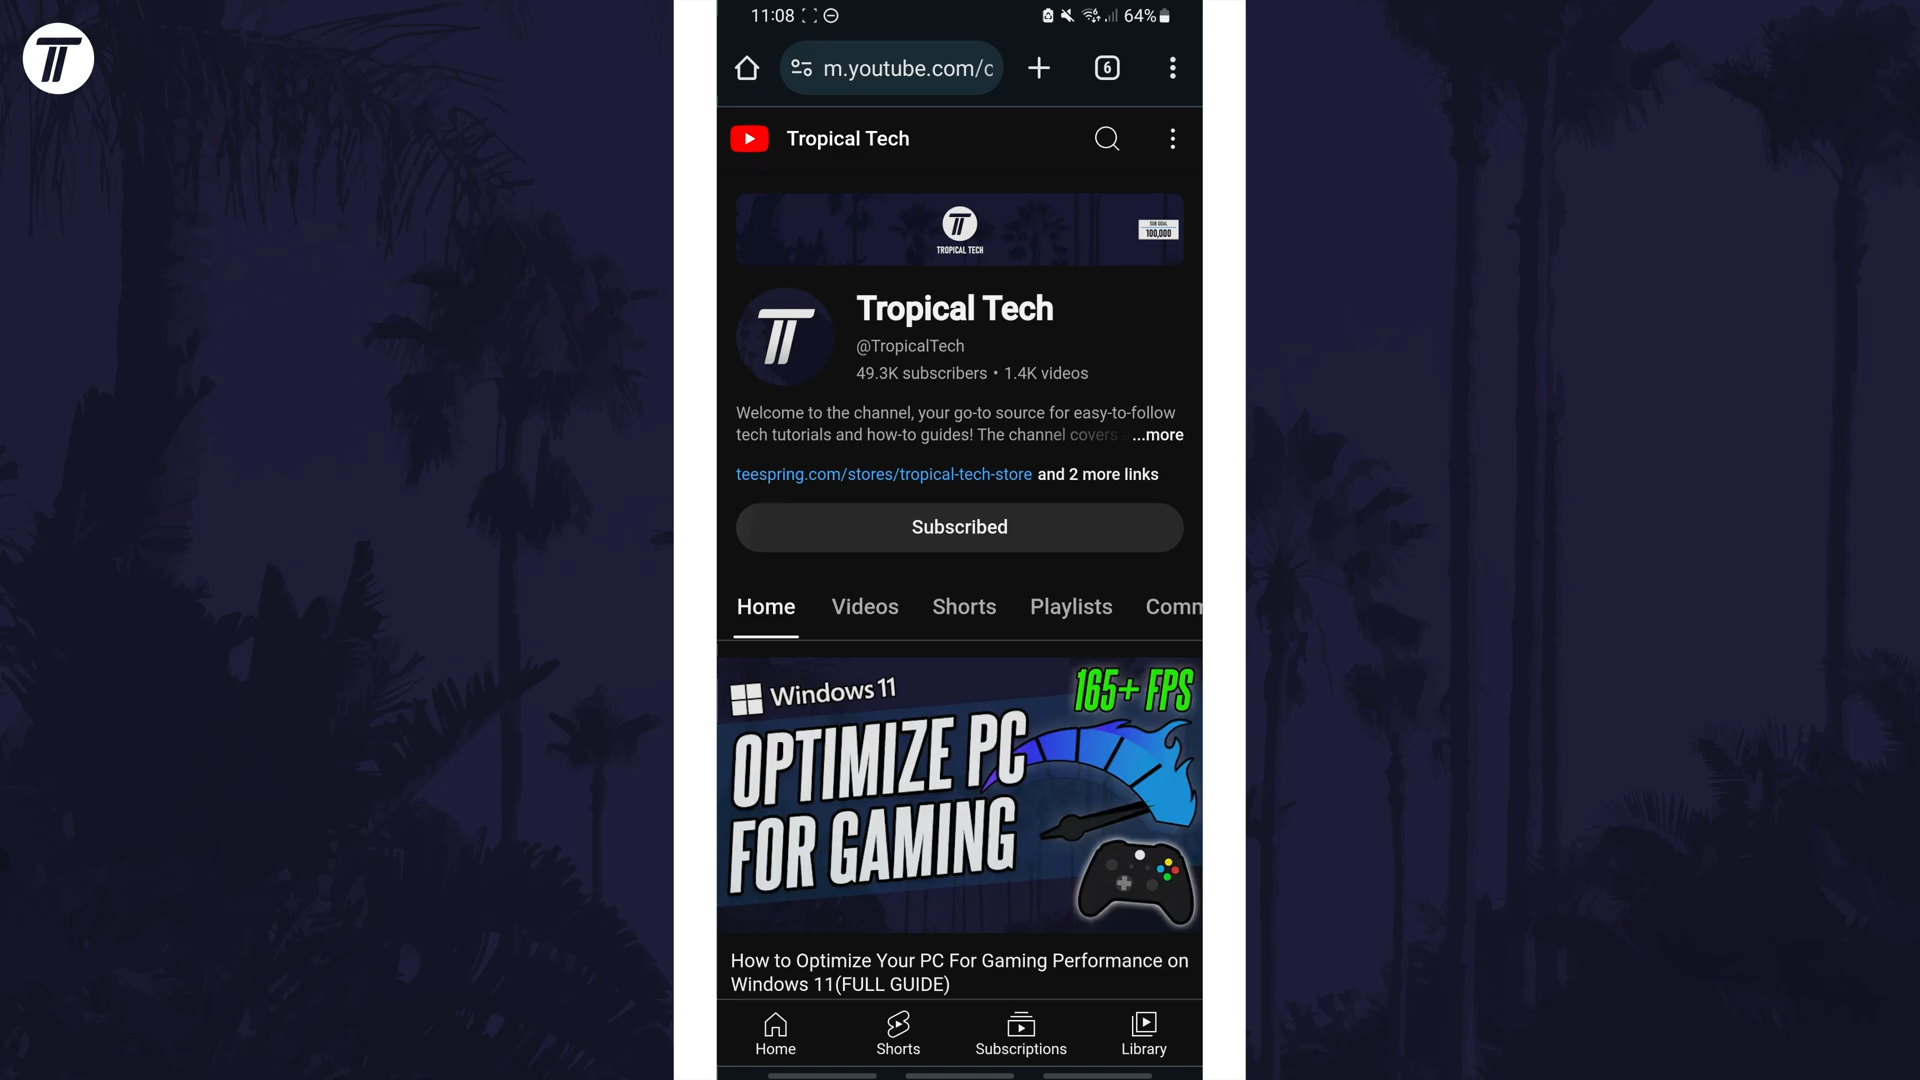 11:08
64%
m.youtube.com/c
6
Tropical Tech
TROPICAL TECH
SUB GOAL
100,000
Tropical Tech
@TropicalTech
49.3K subscribers • 1.4K videos
Welcome to the channel, your go-to source for easy-to-follow
tech tutorials and how-to guides! The channel covers ...more
teespring.com/stores/tropical-tech-store and 2 more links
Subscribed
Home Videos Shorts Playlists Comm
Windows 11
165+ FPS
OPTIMIZE PC
FOR GAMING
How to Optimize Your PC For Gaming Performance on
Windows 11(FULL GUIDE)
Home Shorts Subscriptions Library